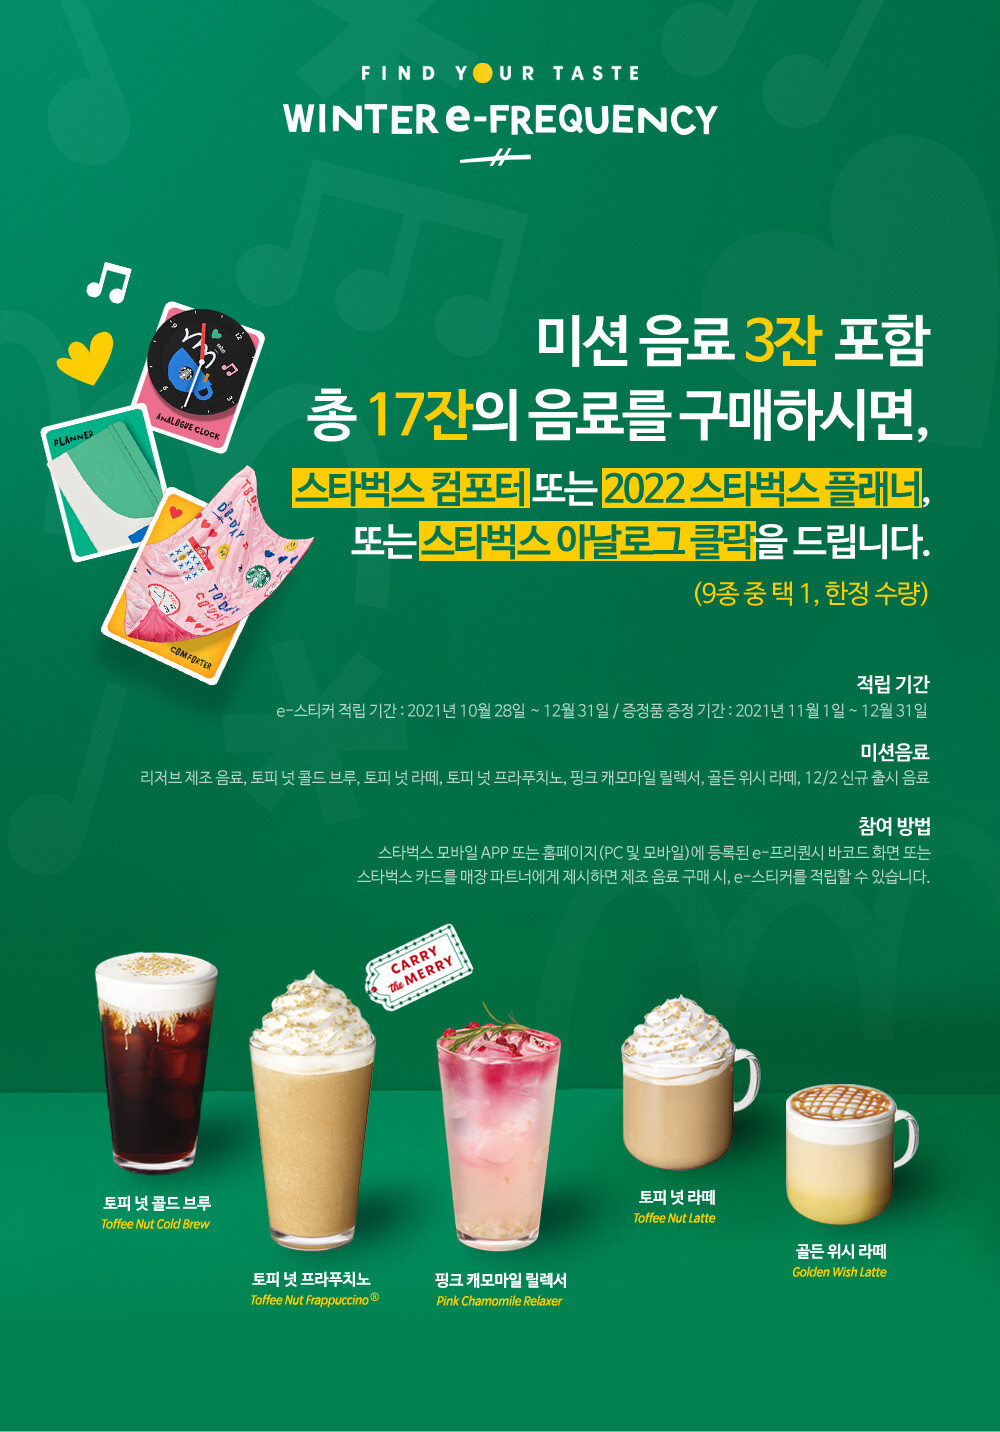 FIND YOUR TASTE
WINTER e-FREQUENCY
미션 음료 3잔 포함
총 17잔의 음료를 구매하시면,
스타벅스 컴포터 또는 2022 스타벅스 플래너,
또는 스타벅스 아날로그 클락을 드립니다.
(9종 중 택 1, 한정 수량)
ANALOGUE CLOCK
PLANNER
COMFORTER
적립 기간
e-스티커 적립 기간 : 2021년 10월 28일 ~ 12월 31일 / 증정품 증정 기간 : 2021년 11월 1일 ~ 12월 31일
미션음료
리저브 제조 음료, 토피 넛 콜드 브루, 토피 넛 라떼, 토피 넛 프라푸치노, 핑크 캐모마일 릴렉서, 골든 위시 라떼, 12/2 신규 출시 음료
참여 방법
스타벅스 모바일 APP 또는 홈페이지(PC 및 모바일)에 등록된 e-프리퀀시 바코드 화면 또는
스타벅스 카드를 매장 파트너에게 제시하면 제조 음료 구매 시, e-스티커를 적립할 수 있습니다.
CARRY
the MERRY
토피 넛 콜드 브루
Toffee Nut Cold Brew
토피 넛 프라푸치노
Toffee Nut Frappuccino®
핑크 캐모마일 릴렉서
Pink Chamomile Relaxer
토피 넛 라떼
Toffee Nut Latte
골든 위시 라떼
Golden Wish Latte